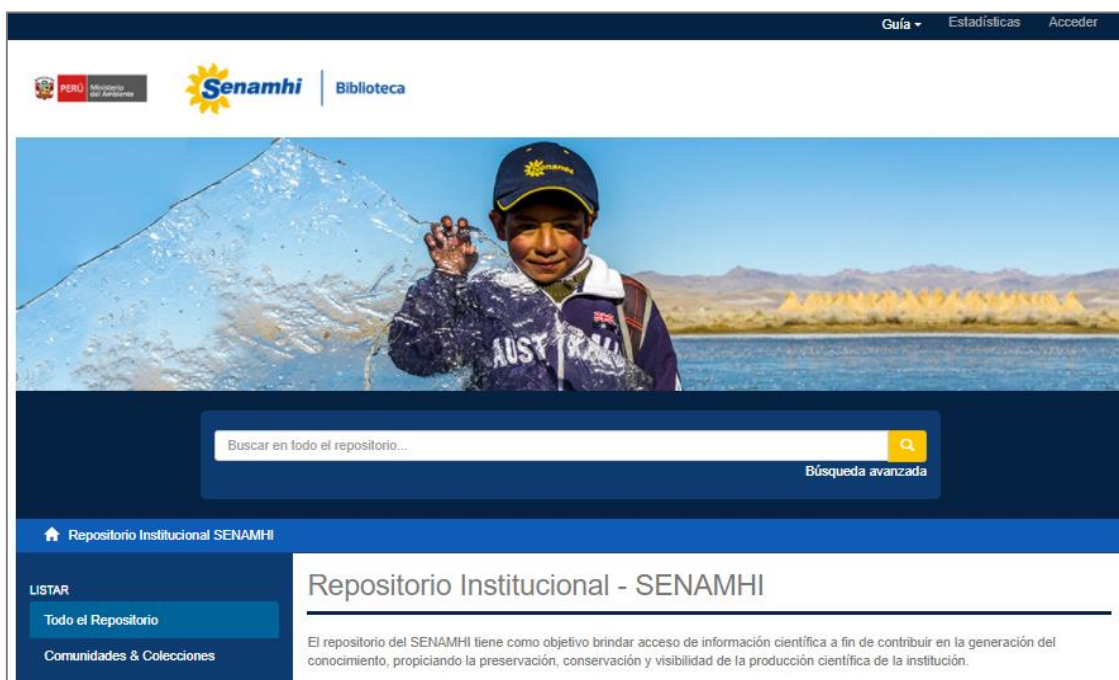 Guía
Estadísticas
Acceder
PERÚ
Ministerio
del Ambiente
Senamhi
Biblioteca
Senamhi
AUSTRALI
Buscar en todo el repositorio...
Búsqueda avanzada
Repositorio Institucional SENAMHI
LISTAR
Todo el Repositorio
Comunidades & Colecciones
Repositorio Institucional - SENAMHI
El repositorio del SENAMHI tiene como objetivo brindar acceso de información científica a fin de contribuir en la generación del
conocimiento, propiciando la preservación, conservación y visibilidad de la producción científica de la institución.